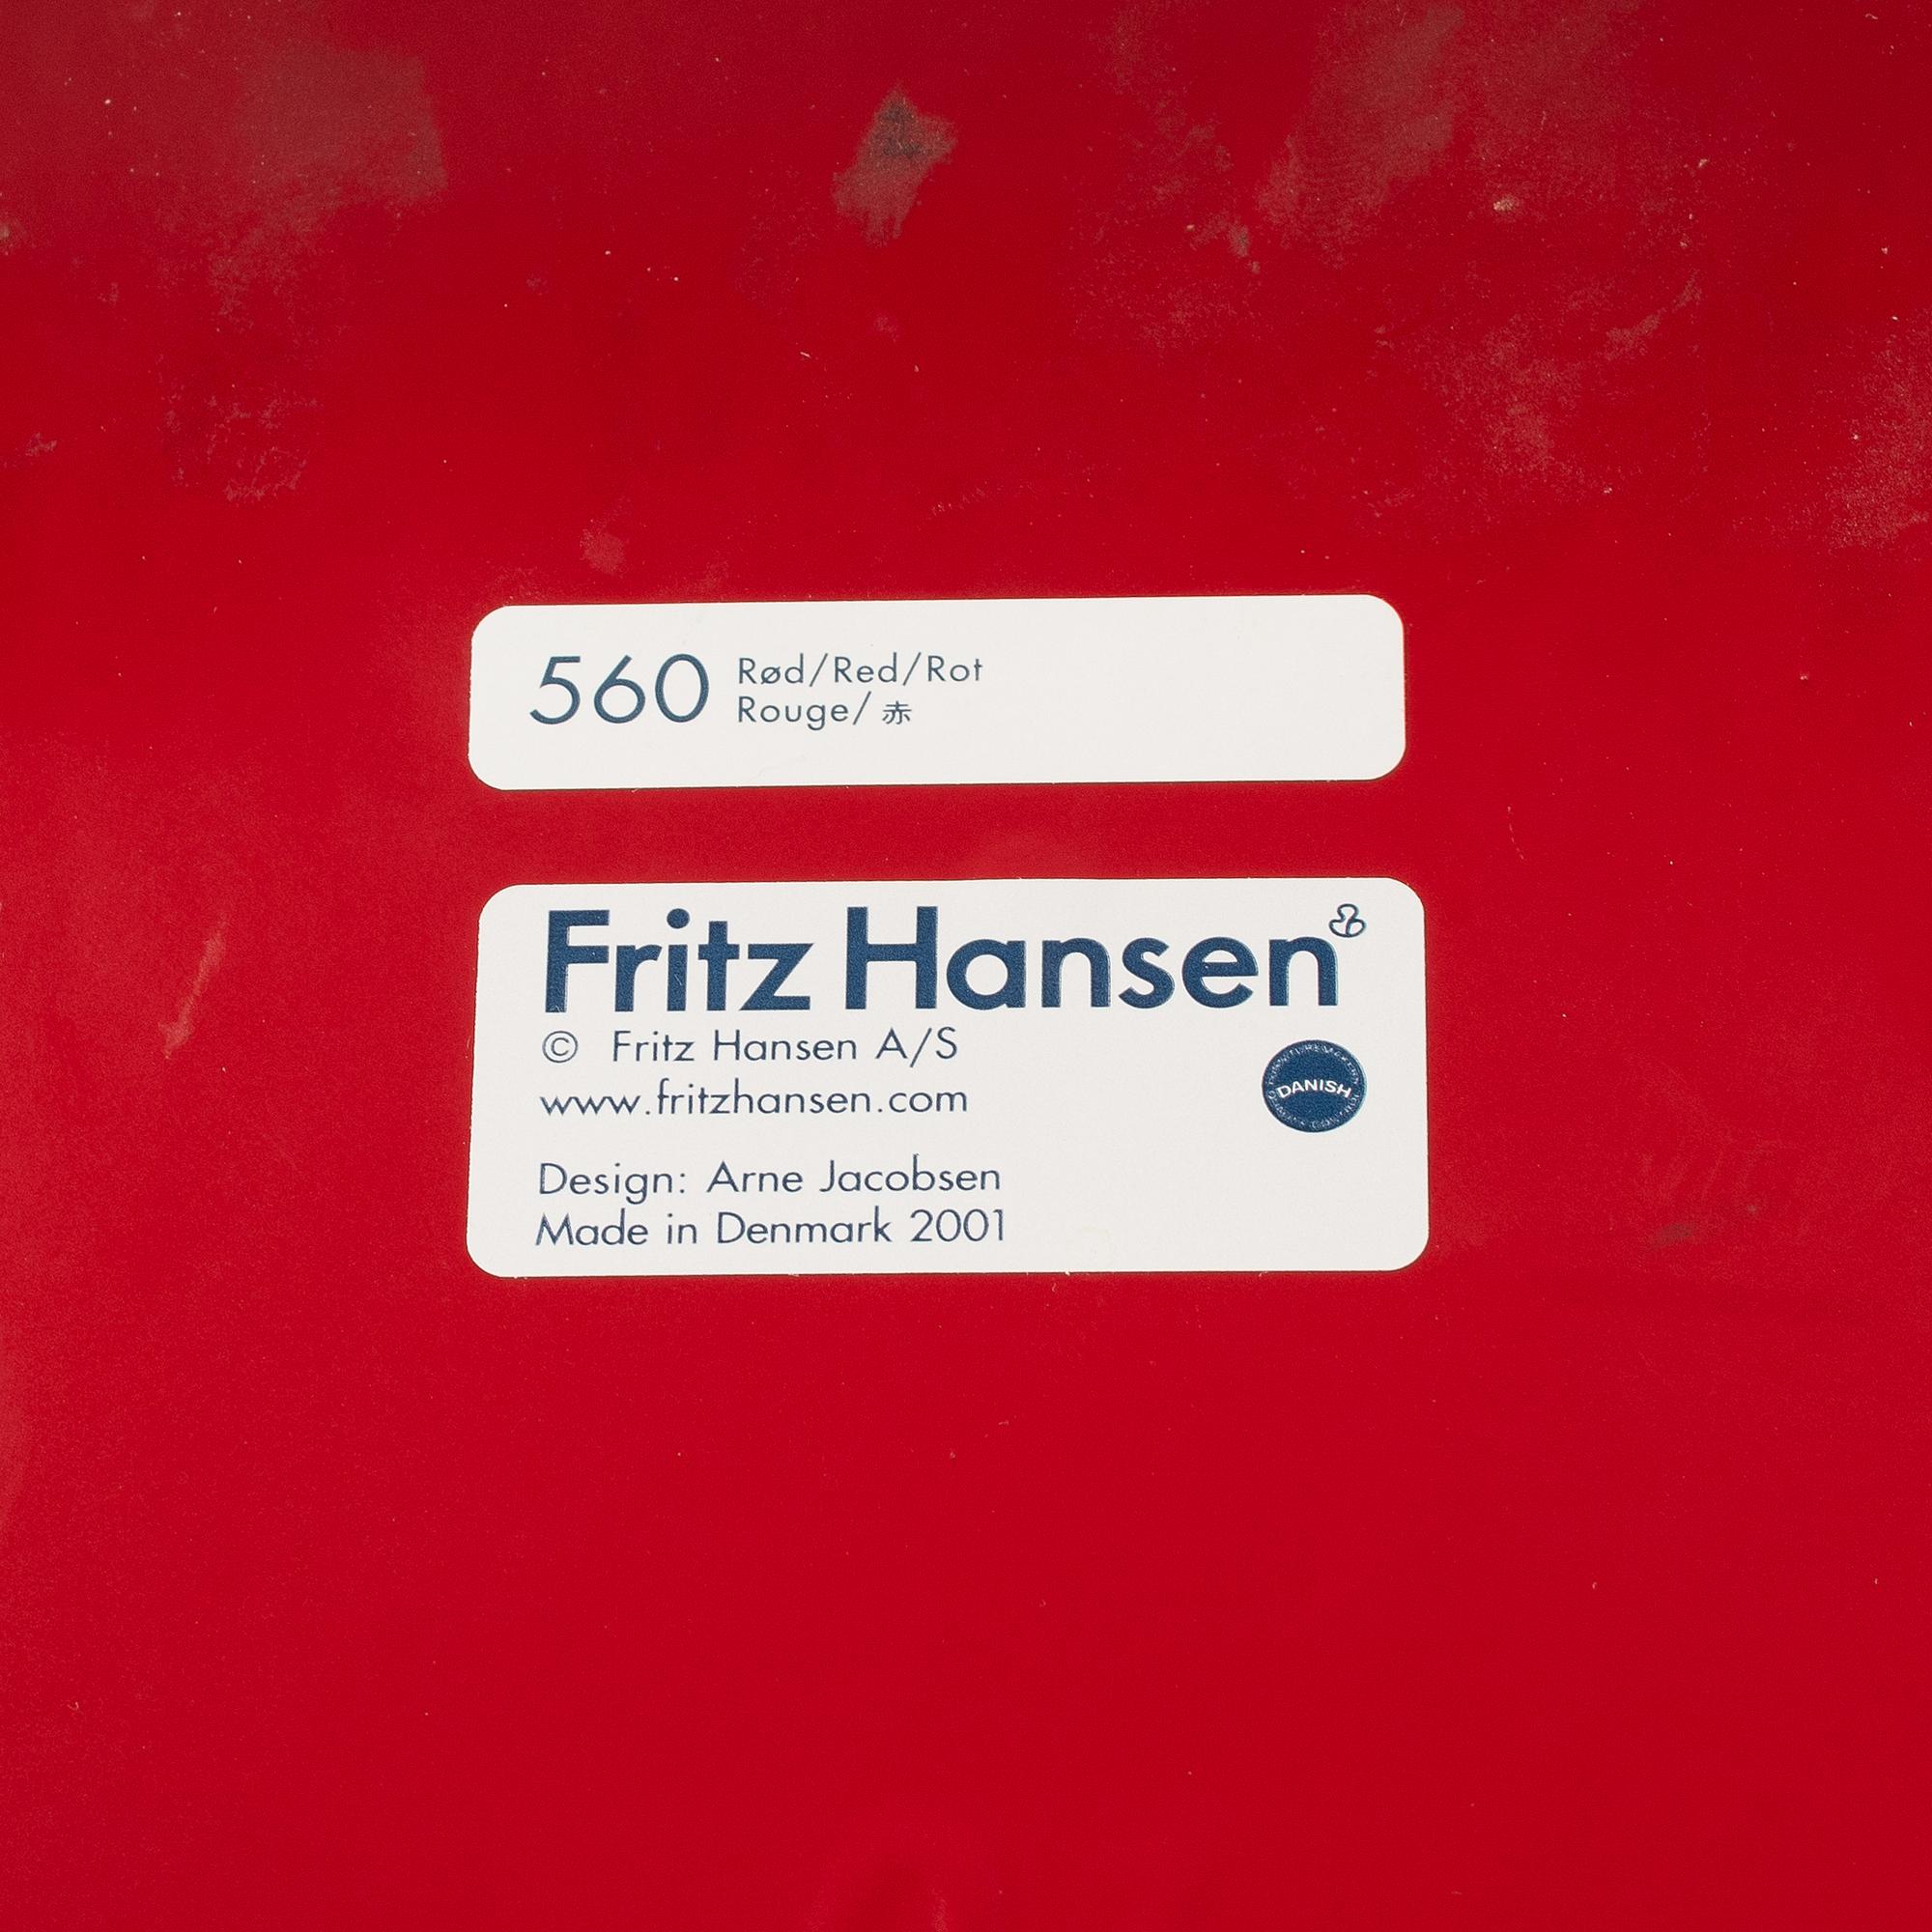 560 Rød/Red/Rot
Rouge/ 赤
Fritz Hansen
© Fritz Hansen A/S
www.fritzhansen.com
DANISH
Design: Arne Jacobsen
Made in Denmark 2001